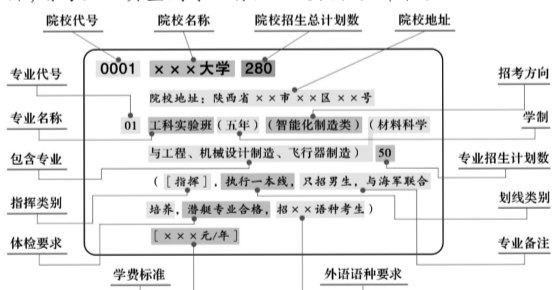 院校代号 院校名称 院校招生总计划数 院校地址
0001 ×××大学 280
专业代号 招考方向
院校地址：陕西省××市××区××号
专业名称 学制
01 工科实验班（五年）（智能化制造类）（材料科学
包含专业 与工程、机械设计制造、飞行器制造） 50 专业招生计划数
（［指挥］，执行一本线，只招男生，与海军联合
指挥类别 划线类别
培养，潜艇专业合格，招××语种考生）
体检要求 ［×××元/年］ 专业备注
学费标准 外语语种要求